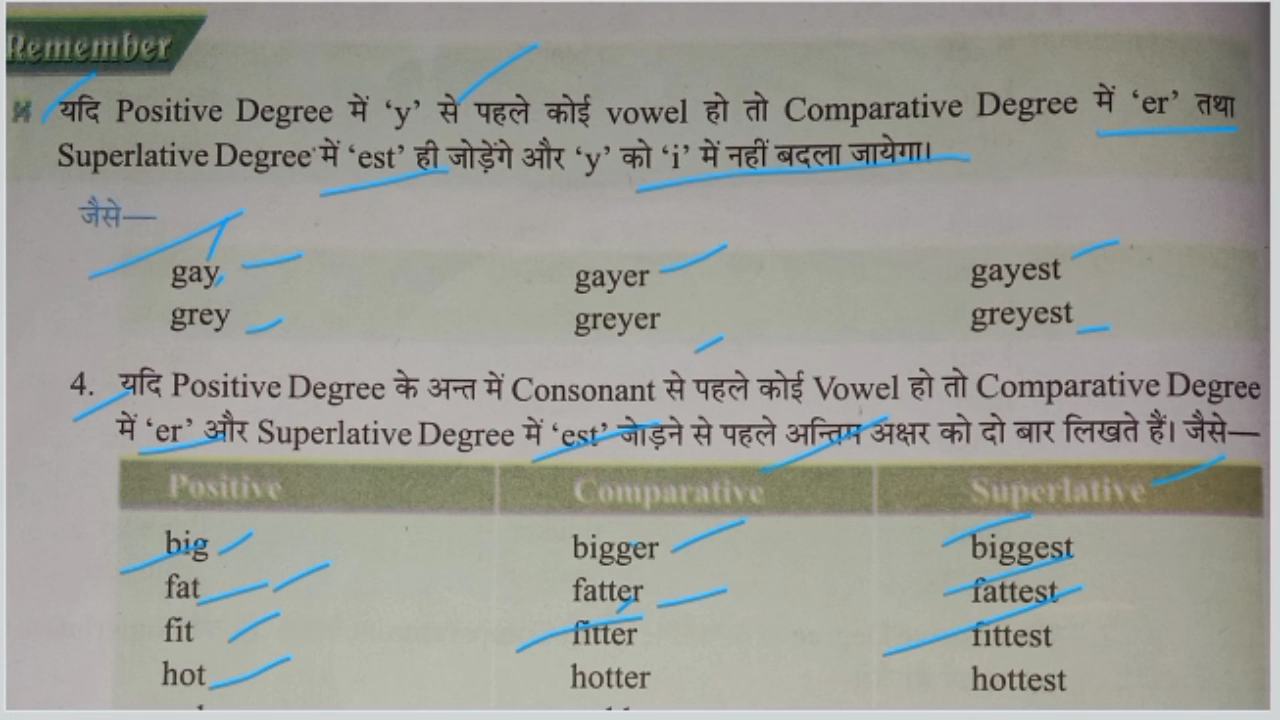 Remember
यदि Positive Degree में ‘y’ से पहले कोई vowel हो तो Comparative Degree में ‘er’ तथा
Superlative Degree में ‘est’ ही जोड़ेंगे और ‘y’ को ‘i’ में नहीं बदला जायेगा।
जैसे—
gay, gayer gayest
grey greyer greyest
4. यदि Positive Degree के अन्त में Consonant से पहले कोई Vowel हो तो Comparative Degree
में ‘er’ और Superlative Degree में ‘est’ जोड़ने से पहले अन्तिम अक्षर को दो बार लिखते हैं। जैसे—
Positive Comparative Superlative
big bigger biggest
fat fatter fattest
fit fitter fittest
hot hotter hottest